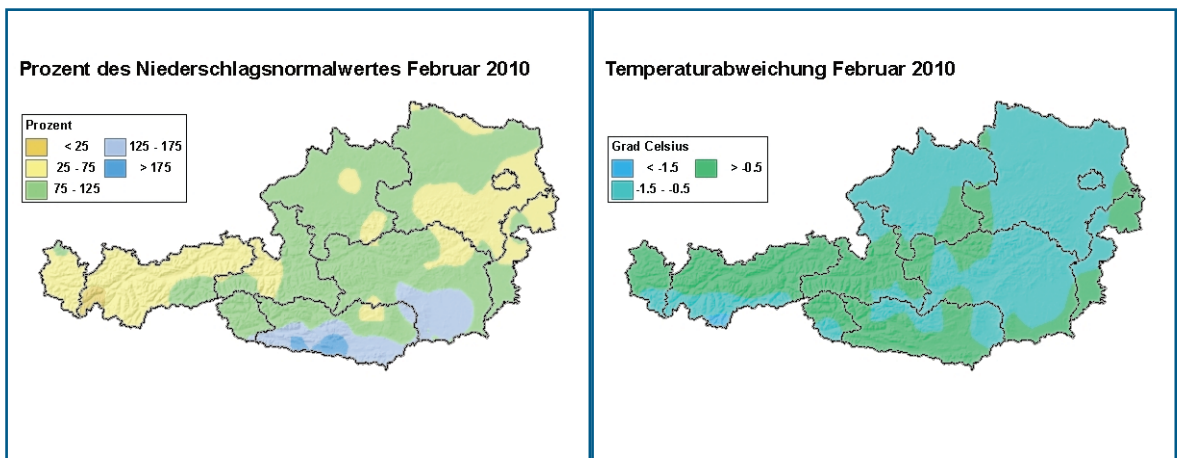 Prozent des Niederschlagsnormalwertes Februar 2010
Prozent
< 25 125 - 175
25 - 75 > 175
75 - 125
Temperaturabweichung Februar 2010
Grad Celsius
< -1.5 > -0.5
-1.5 - -0.5